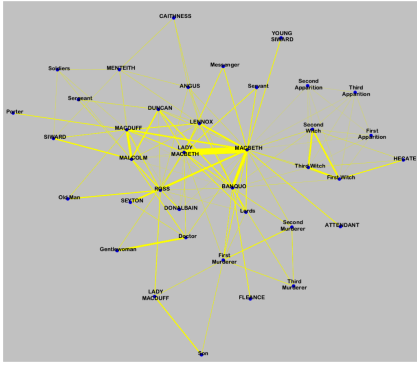 CAITHNESS
YOUNG
SIWARD
Messenger
Soldiers
MENTEITH
ANGUS
Servant
Second
Apparition
Third
Apparition
Sergeant
DUNCAN
Porter
LENNOX
Second
Witch
MACDUFF
First
Apparition
SIWARD
LADY
MACBETH
MACBETH
MALCOLM
HECATE
Third Witch
First Witch
ROSS
BANQUO
Old Man
SEYTON
DONALBAIN
Lords
Second
Murderer
ATTENDANT
Doctor
Gentlewoman
First
Murderer
Third
Murderer
LADY
MACDUFF
FLEANCE
Son